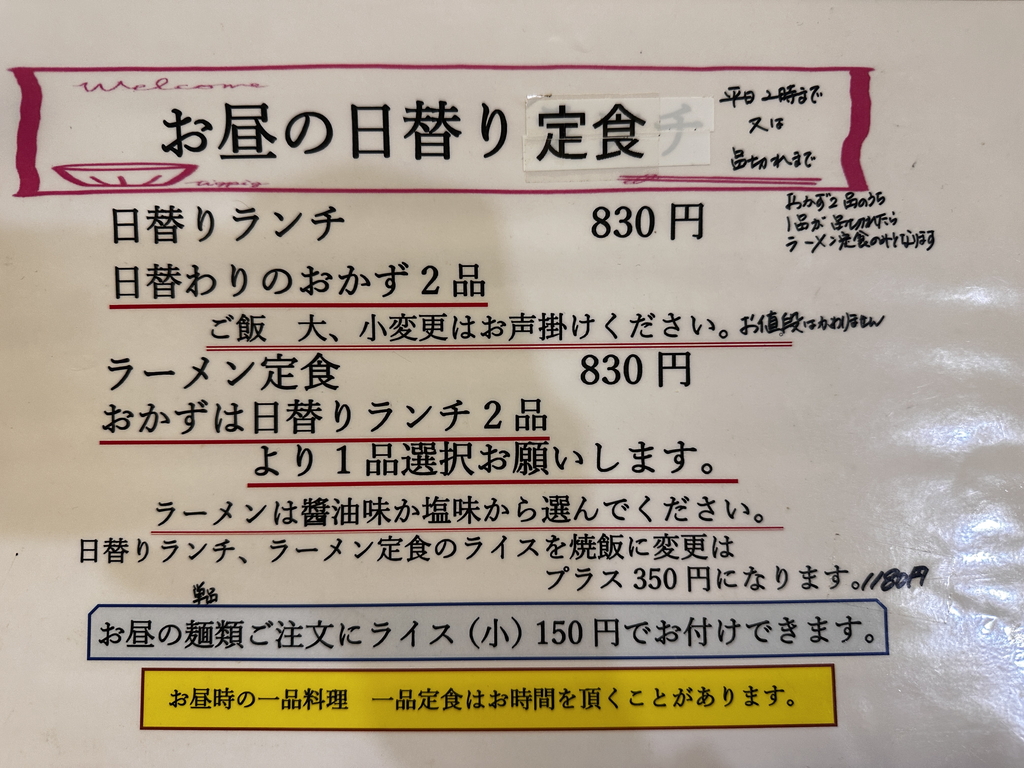 Welcome
お昼の日替り定食
平日2時まで
又は
品切れまで
日替りランチ 830円
おかず2品のうち
1品が品切れたら
ラーメン定食のみとなります
日替わりのおかず2品
ご飯 大、小変更はお声掛けください。お値段はかわりません
ラーメン定食 830円
おかずは日替りランチ2品
より1品選択お願いします。
ラーメンは醬油味か塩味から選んでください。
日替りランチ、ラーメン定食のライスを焼飯に変更は
プラス350円になります。1180円
単品
お昼の麺類ご注文にライス(小)150円でお付けできます。
お昼時の一品料理 一品定食はお時間を頂くことがあります。